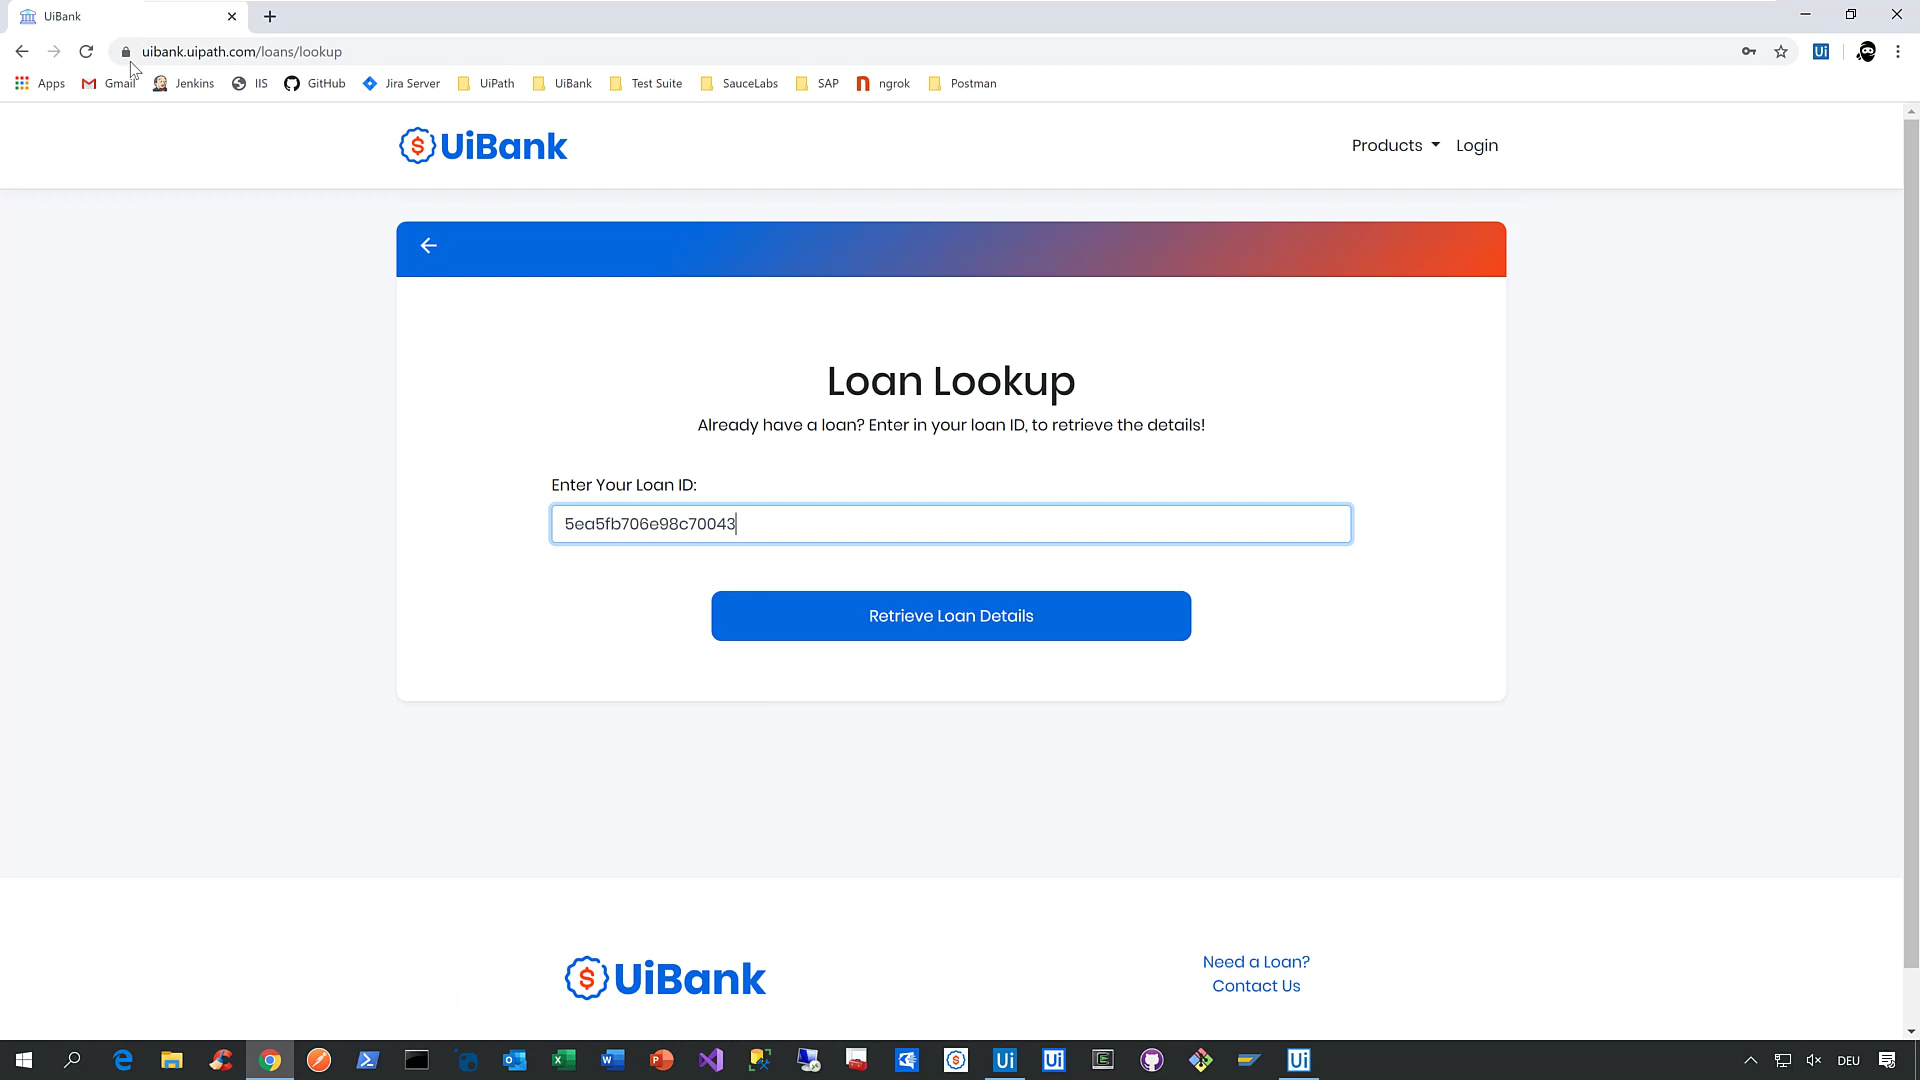 UiBank
uibank.uipath.com/loans/lookup
Apps Gmail Jenkins IIS GitHub Jira Server UiPath UiBank Test Suite SauceLabs SAP ngrok Postman
UiBank
Products Login
Loan Lookup
Already have a loan? Enter in your loan ID, to retrieve the details!
Enter Your Loan ID:
5ea5fb706e98c70043
Retrieve Loan Details
UiBank
Need a Loan?
Contact Us
DEU